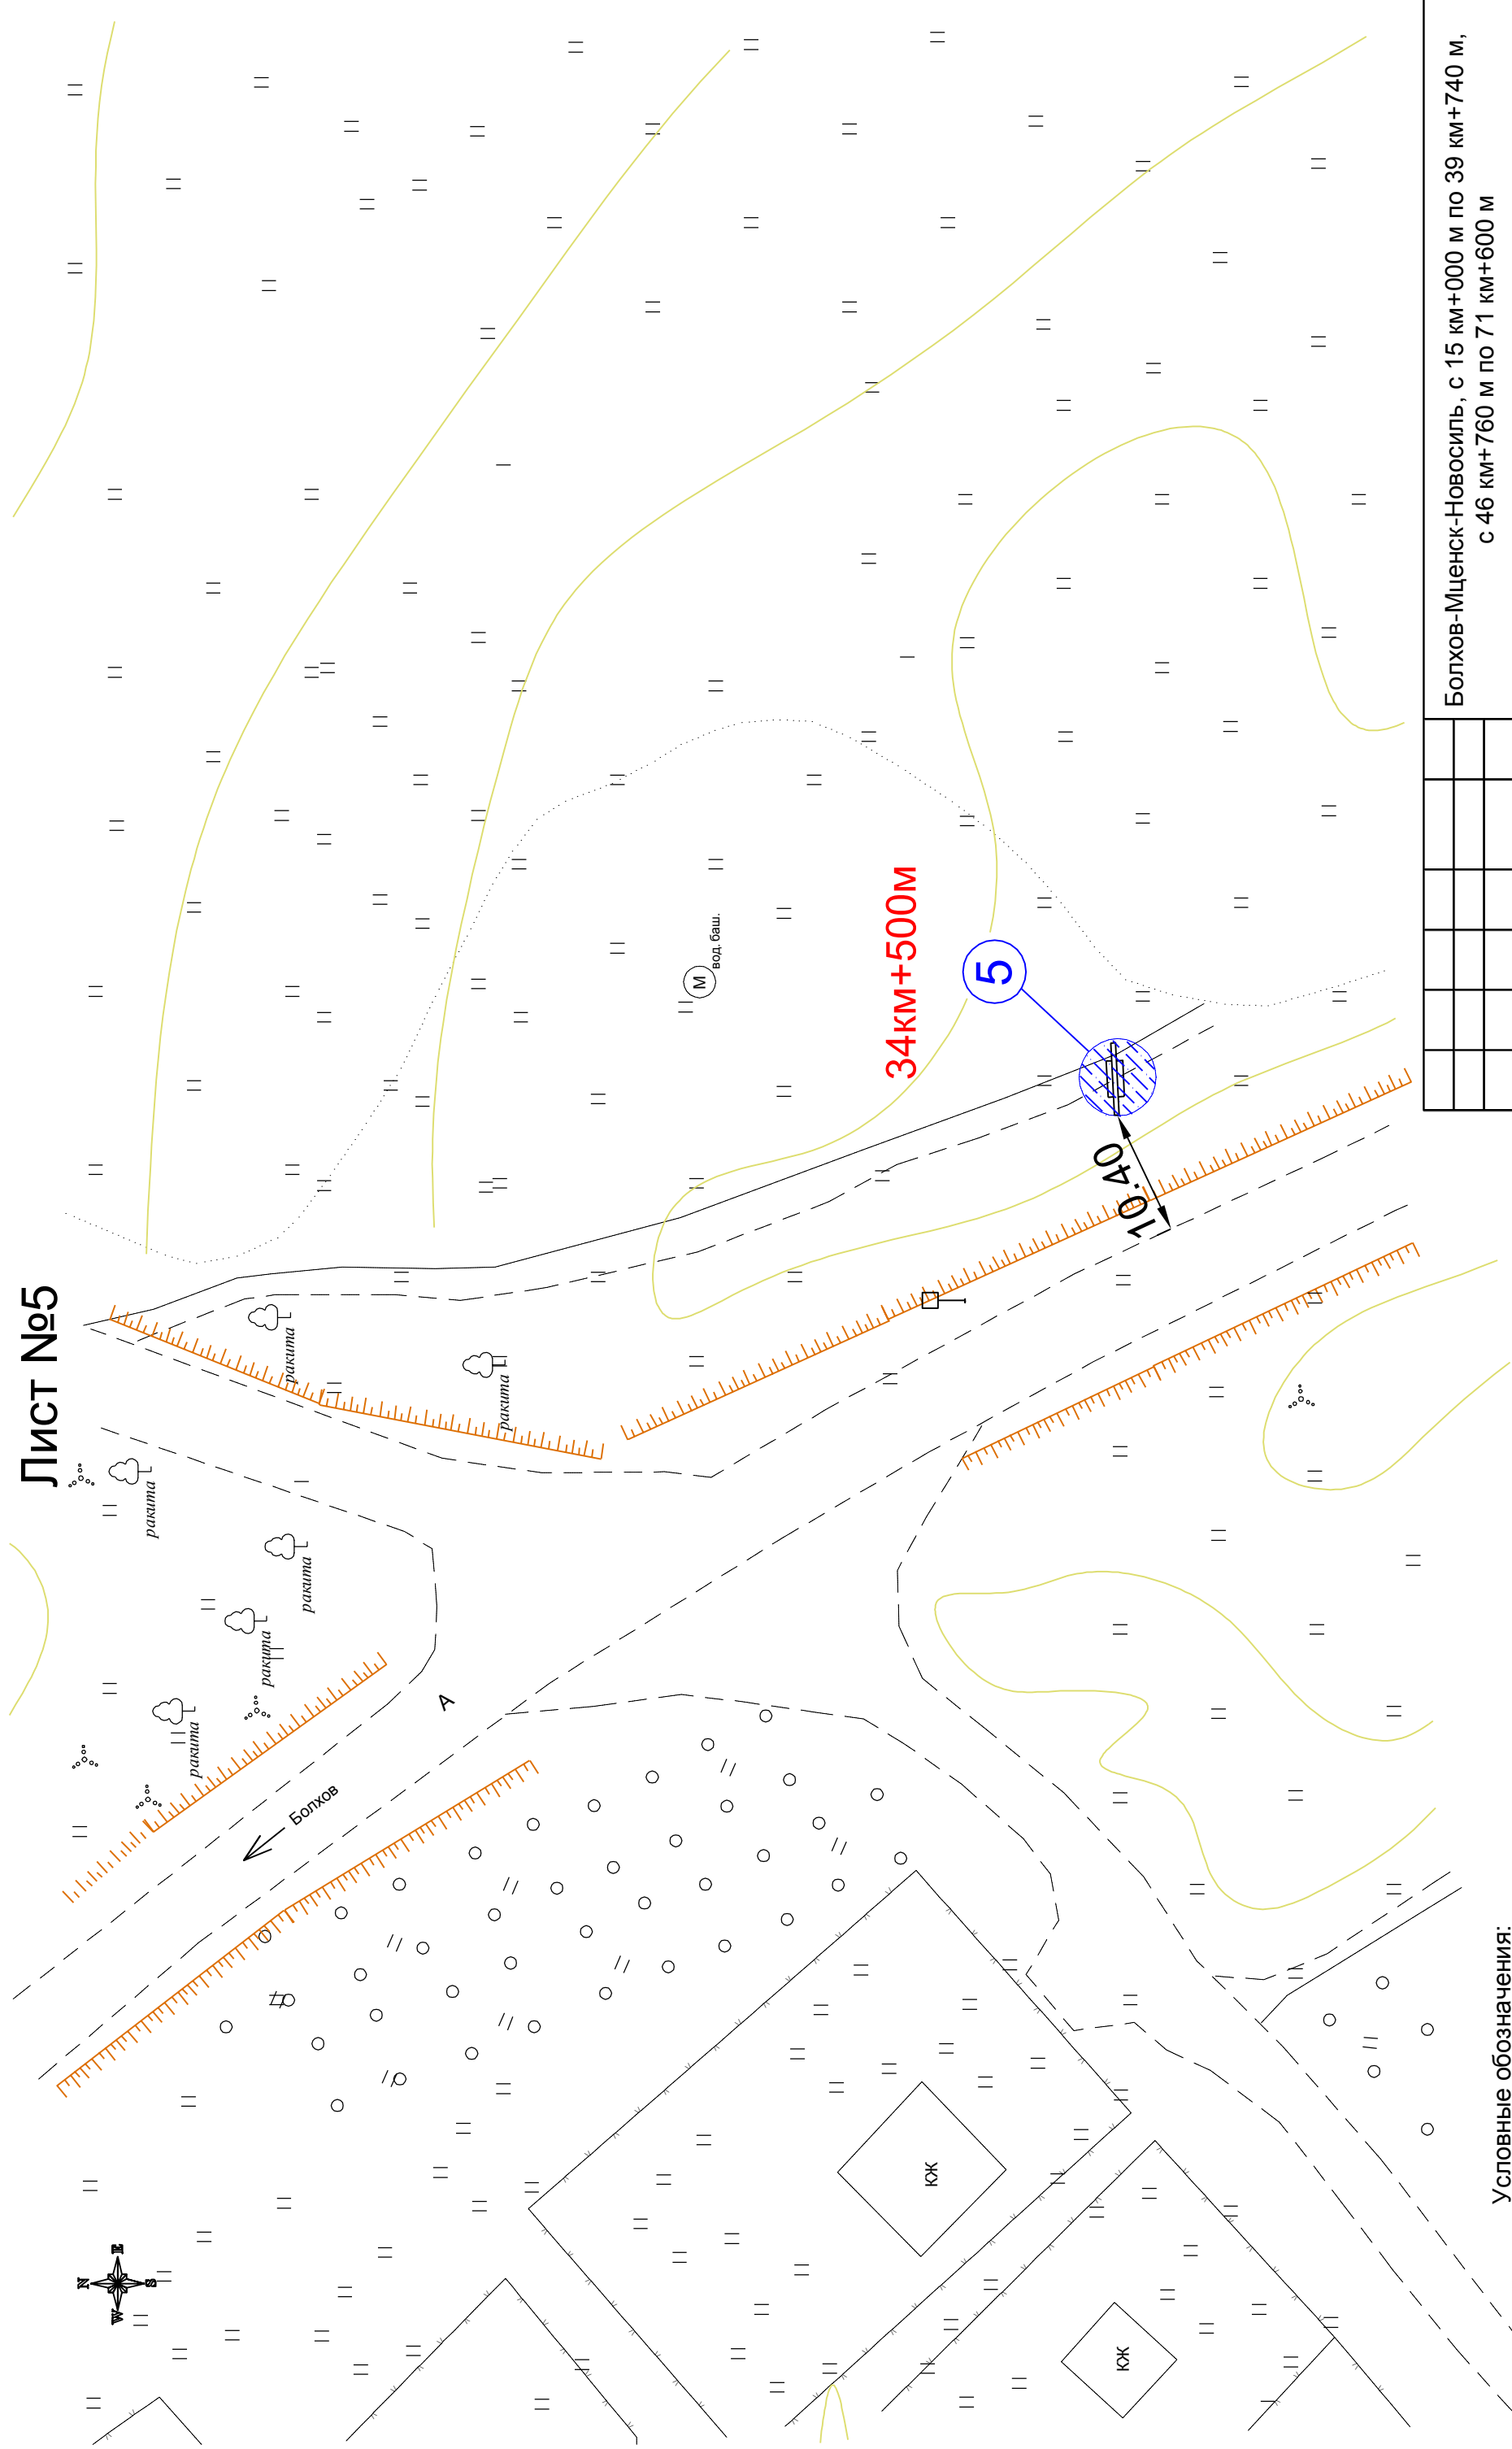 Лист №5
ракита
ракита
ракита
ракита
ракита
ракита
Болхов
А
N
W
E
S
М
вод. баш.
34км+500м
5
10.40
КЖ
КЖ
Болхов-Мценск-Новосиль, с 15 км+000 м по 39 км+740 м,
с 46 км+760 м по 71 км+600 м
Условные обозначения: